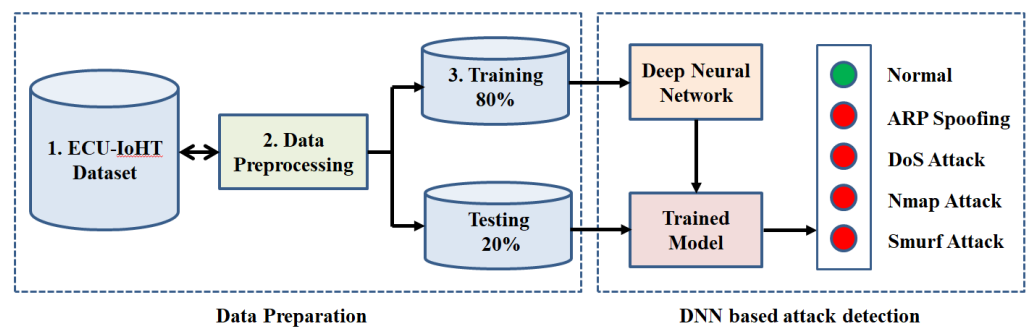 1. ECU-IoHT
Dataset
2. Data
Preprocessing
3. Training
80%
Testing
20%
Data Preparation
Deep Neural
Network
Trained
Model
Normal
ARP Spoofing
DoS Attack
Nmap Attack
Smurf Attack
DNN based attack detection